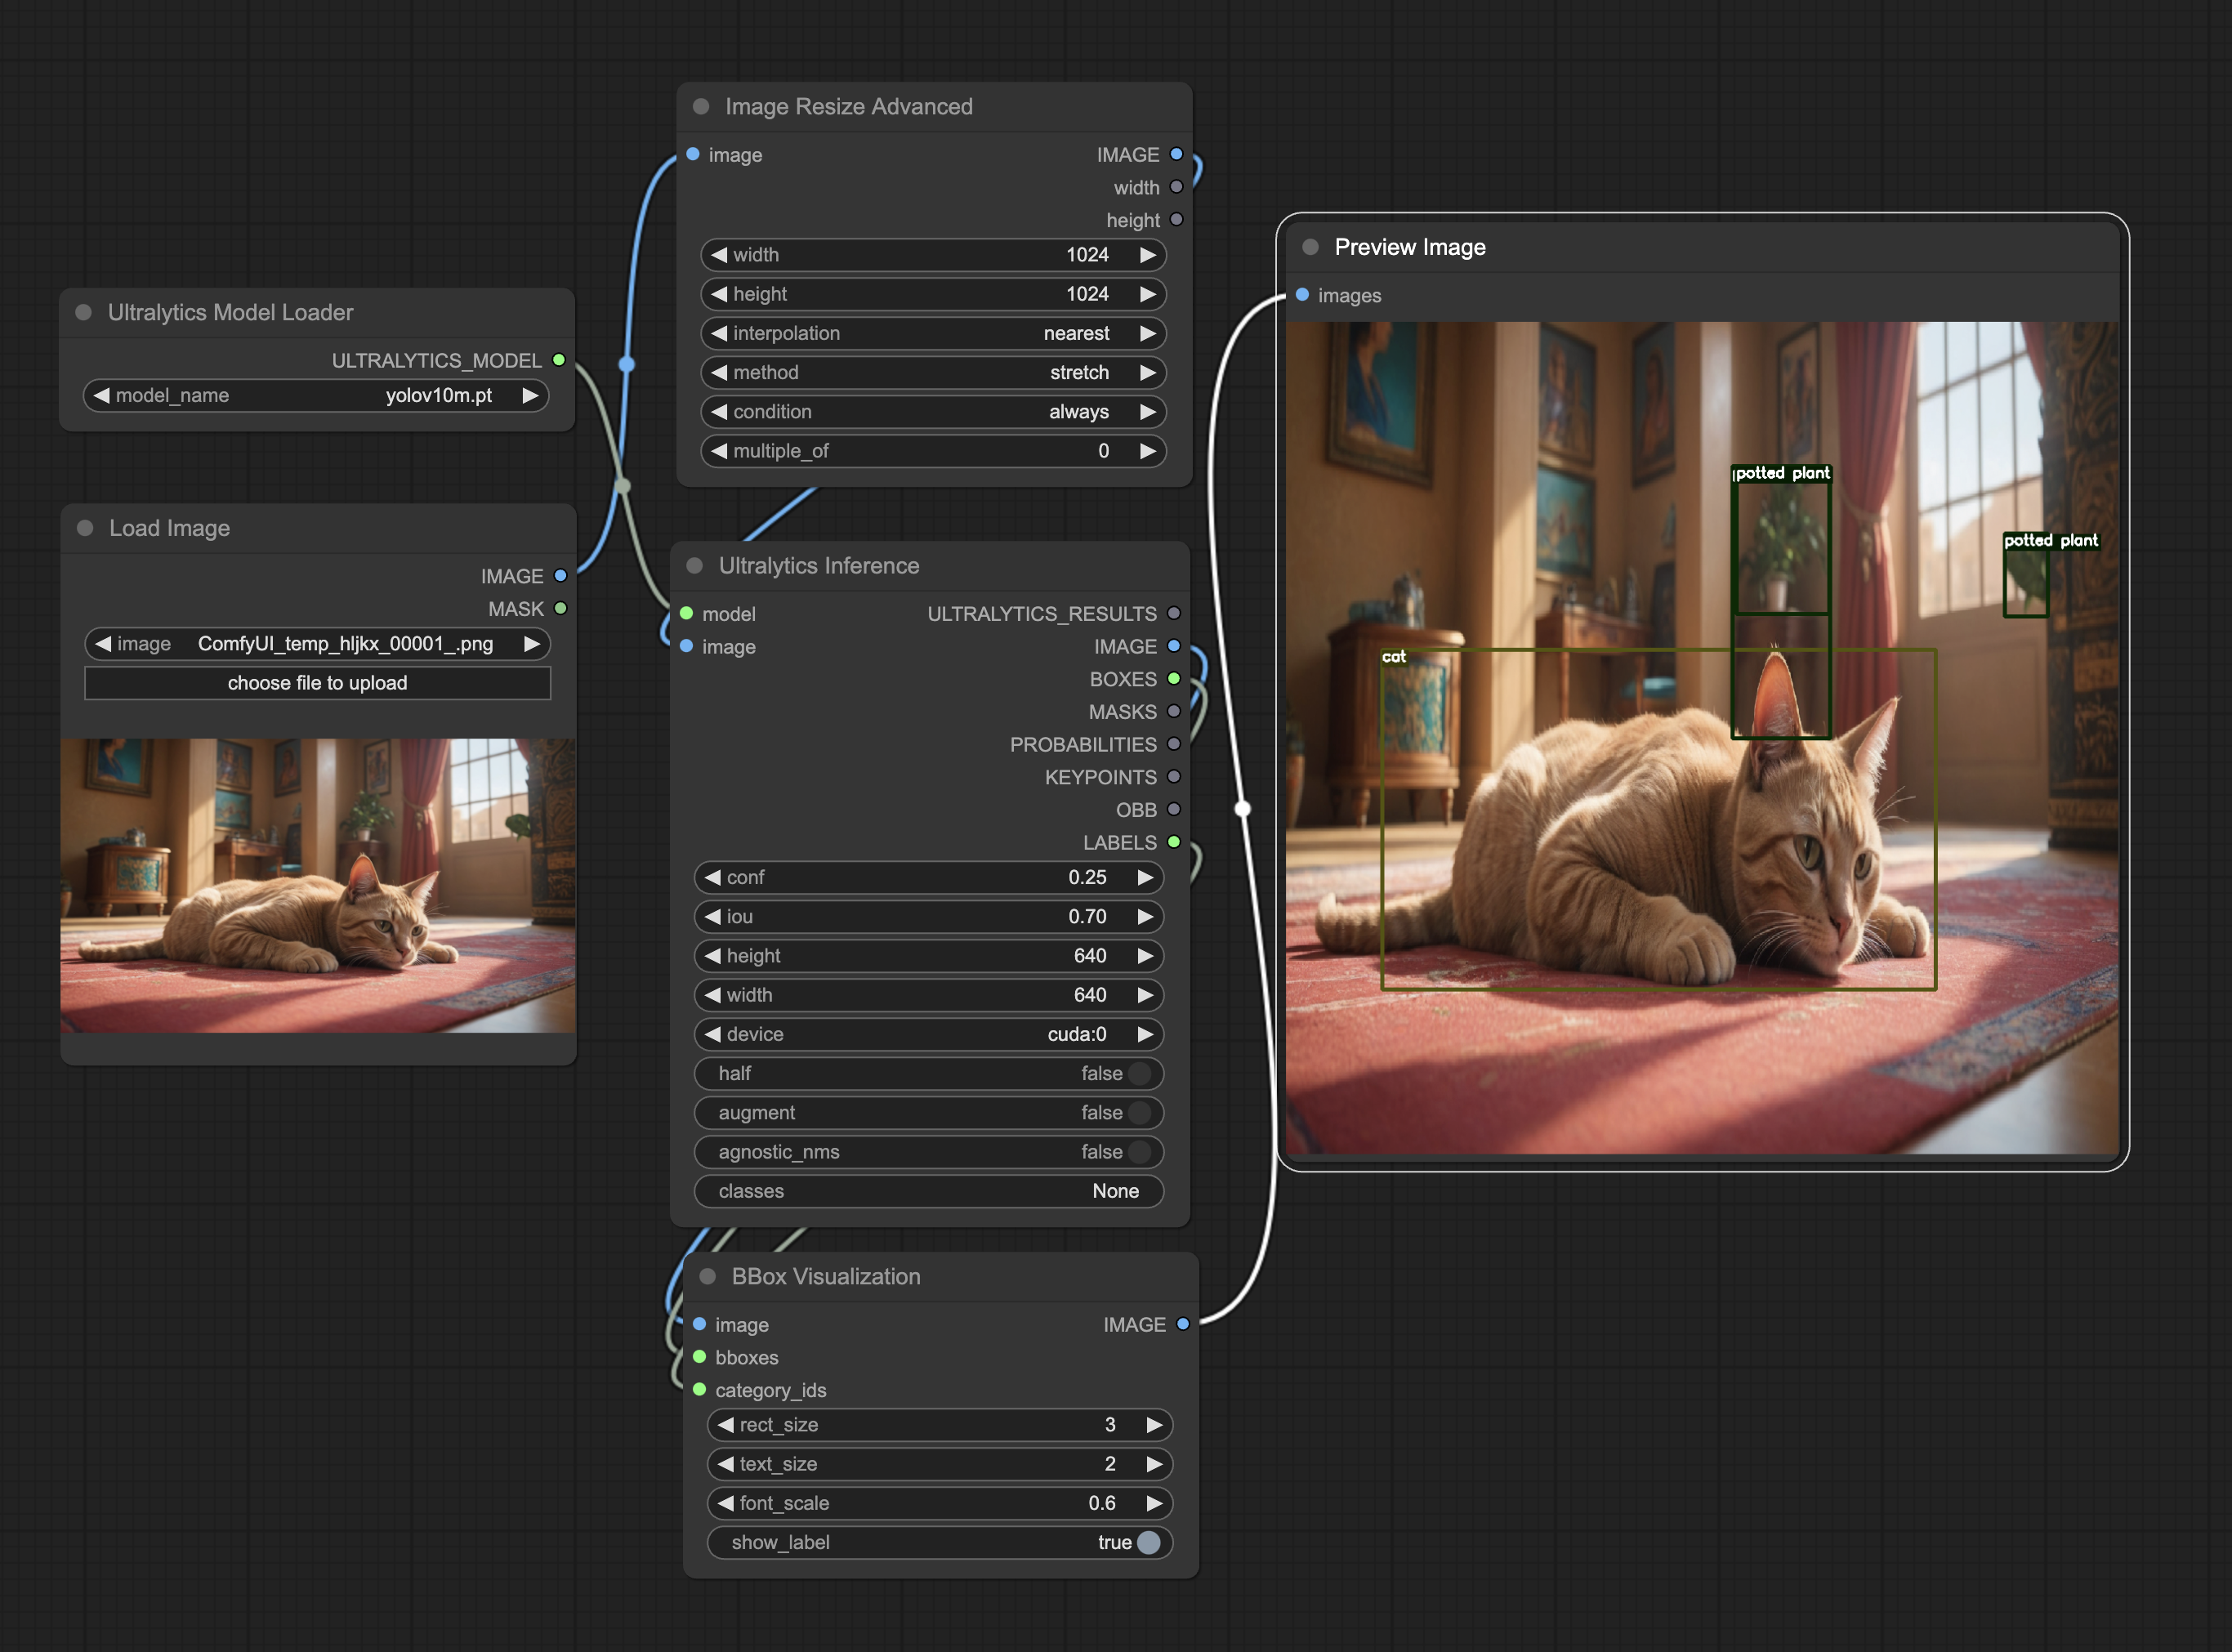 Image Resize Advanced
image IMAGE
width
height
width 1024
height 1024
interpolation nearest
method stretch
condition always
multiple_of 0
Ultralytics Model Loader
ULTRALYTICS_MODEL
model_name yolov10m.pt
Load Image
IMAGE
MASK
image ComfyUI_temp_hljkx_00001_.png
choose file to upload
Ultralytics Inference
model ULTRALYTICS_RESULTS
image IMAGE
BOXES
MASKS
PROBABILITIES
KEYPOINTS
OBB
LABELS
conf 0.25
iou 0.70
height 640
width 640
device cuda:0
half false
augment false
agnostic_nms false
classes None
BBox Visualization
image IMAGE
bboxes
category_ids
rect_size 3
text_size 2
font_scale 0.6
show_label true
Preview Image
images
potted plant
potted plant
cat